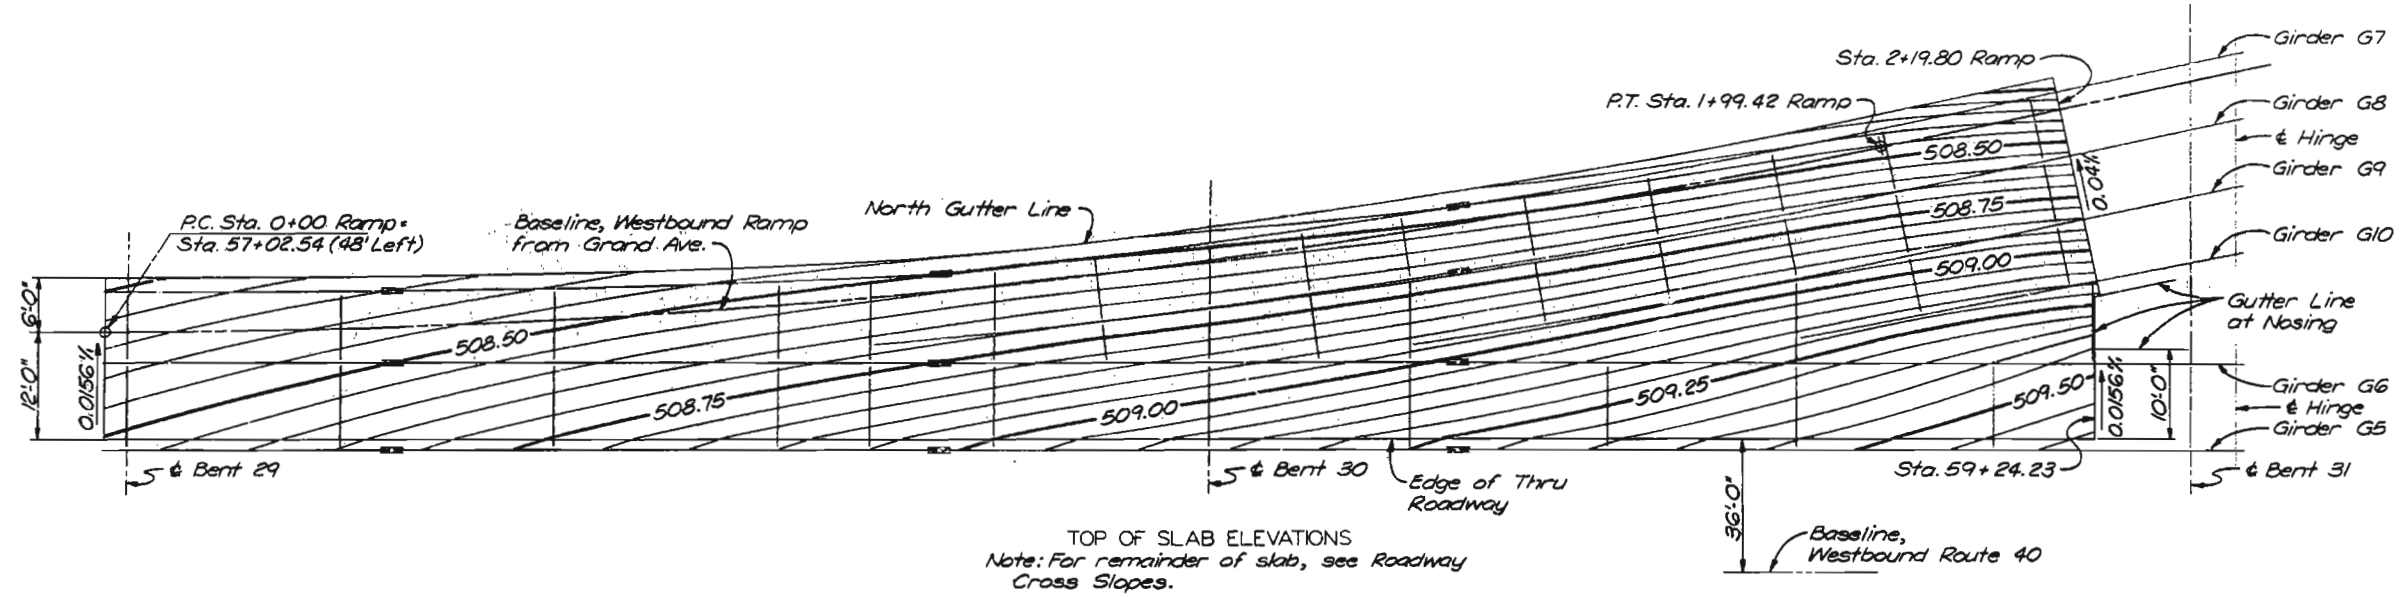 Girder G7
Sta. 2+19.80 Ramp
P.T. Sta. 1+99.42 Ramp
Girder G8
℄ Hinge
508.50
0.04'/'
Girder G9
508.75
North Gutter Line
P.C. Sta. 0+00 Ramp=
Sta. 57+02.54 (48' Left)
Baseline, Westbound Ramp
from Grand Ave.
Girder G10
509.00
6'-0"
12'-0"
0.0156'/'
508.50
Gutter Line
at Nosing
508.75
509.00
509.25
509.50
0.0156'/'
10'-0"
Girder G6
℄ Hinge
Girder G5
℄ Bent 29
℄ Bent 30
Edge of Thru
Roadway
Sta. 59+24.23
℄ Bent 31
36'-0"
Baseline,
Westbound Route 40
TOP OF SLAB ELEVATIONS
Note: For remainder of slab, see Roadway
Cross Slopes.